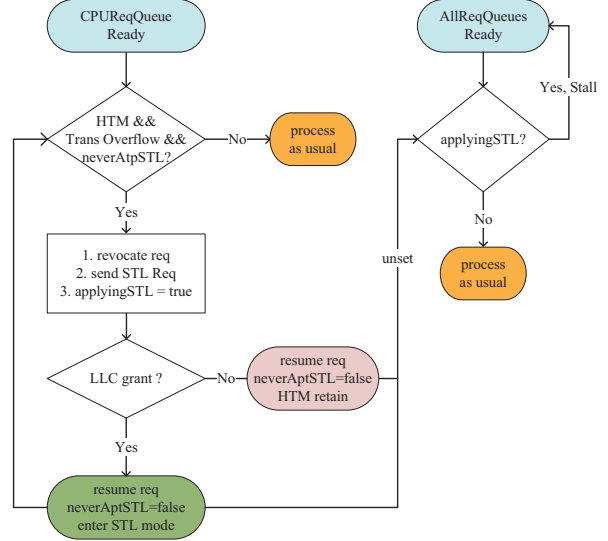 CPUReqQueue
Ready
HTM &&
Trans Overflow &&
neverAtpSTL?
No
process
as usual
Yes
1. revocate req
2. send STL Req
3. applyingSTL = true
LLC grant ?
No
resume req
neverAptSTL=false
HTM retain
Yes
resume req
neverAptSTL=false
enter STL mode
unset
AllReqQueues
Ready
Yes, Stall
applyingSTL?
No
process
as usual